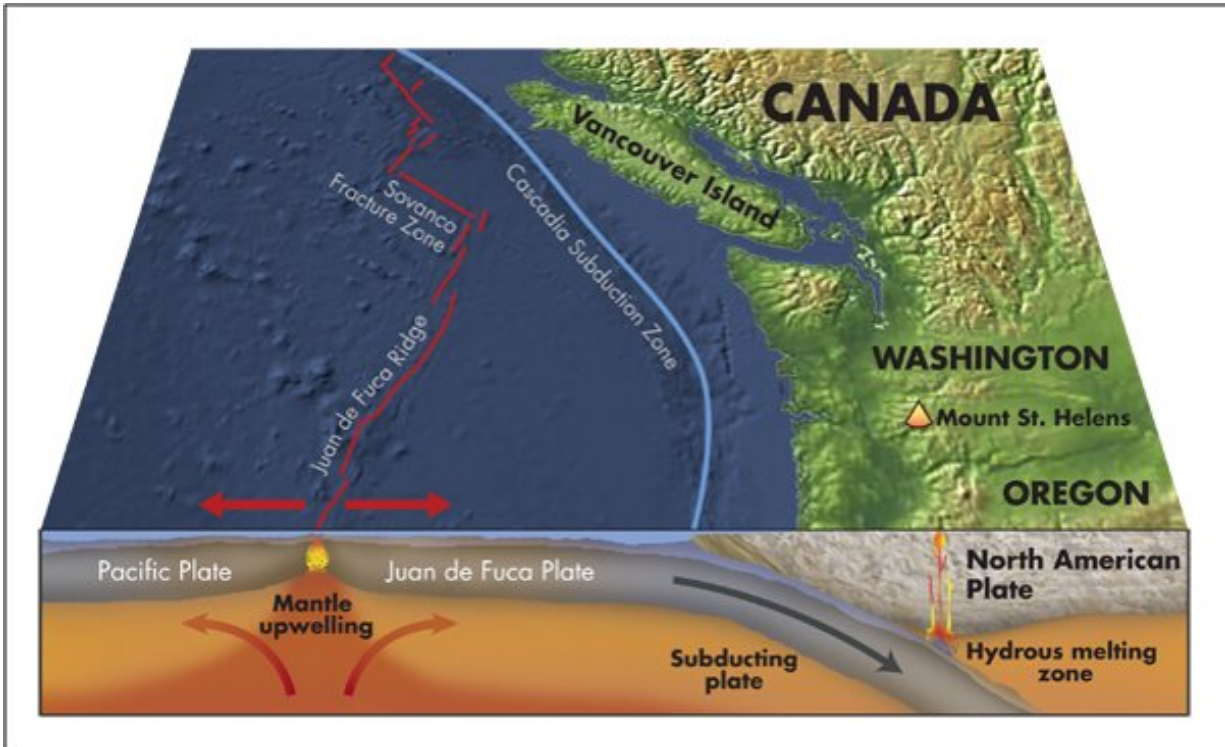 CANADA
Vancouver Island
Sovanco
Fracture Zone
Cascadia Subduction Zone
Juan de Fuca Ridge
WASHINGTON
Mount St. Helens
OREGON
Pacific Plate
Juan de Fuca Plate
North American
Plate
Mantle
upwelling
Subducting
plate
Hydrous melting
zone